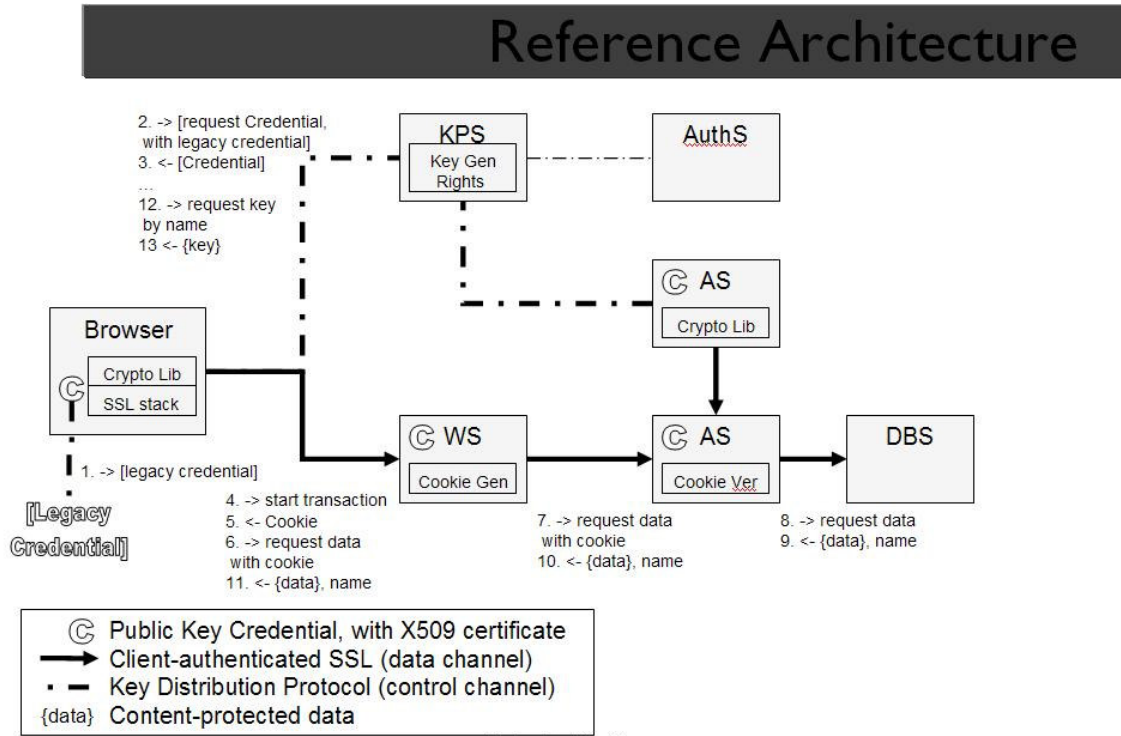 Reference Architecture
2. -> [request Credential,
with legacy credential]
3. <- [Credential]
...
12. -> request key
by name
13 <- {key}
KPS
Key Gen
Rights
AuthS
C AS
Crypto Lib
Browser
C
Crypto Lib
SSL stack
1. -> [legacy credential]
[Legacy
Credential]
C WS
Cookie Gen
C AS
Cookie Ver
DBS
4. -> start transaction
5. <- Cookie
6. -> request data
with cookie
11. <- {data}, name
7. -> request data
with cookie
10. <- {data}, name
8. -> request data
9. <- {data}, name
C Public Key Credential, with X509 certificate
Client-authenticated SSL (data channel)
Key Distribution Protocol (control channel)
{data} Content-protected data